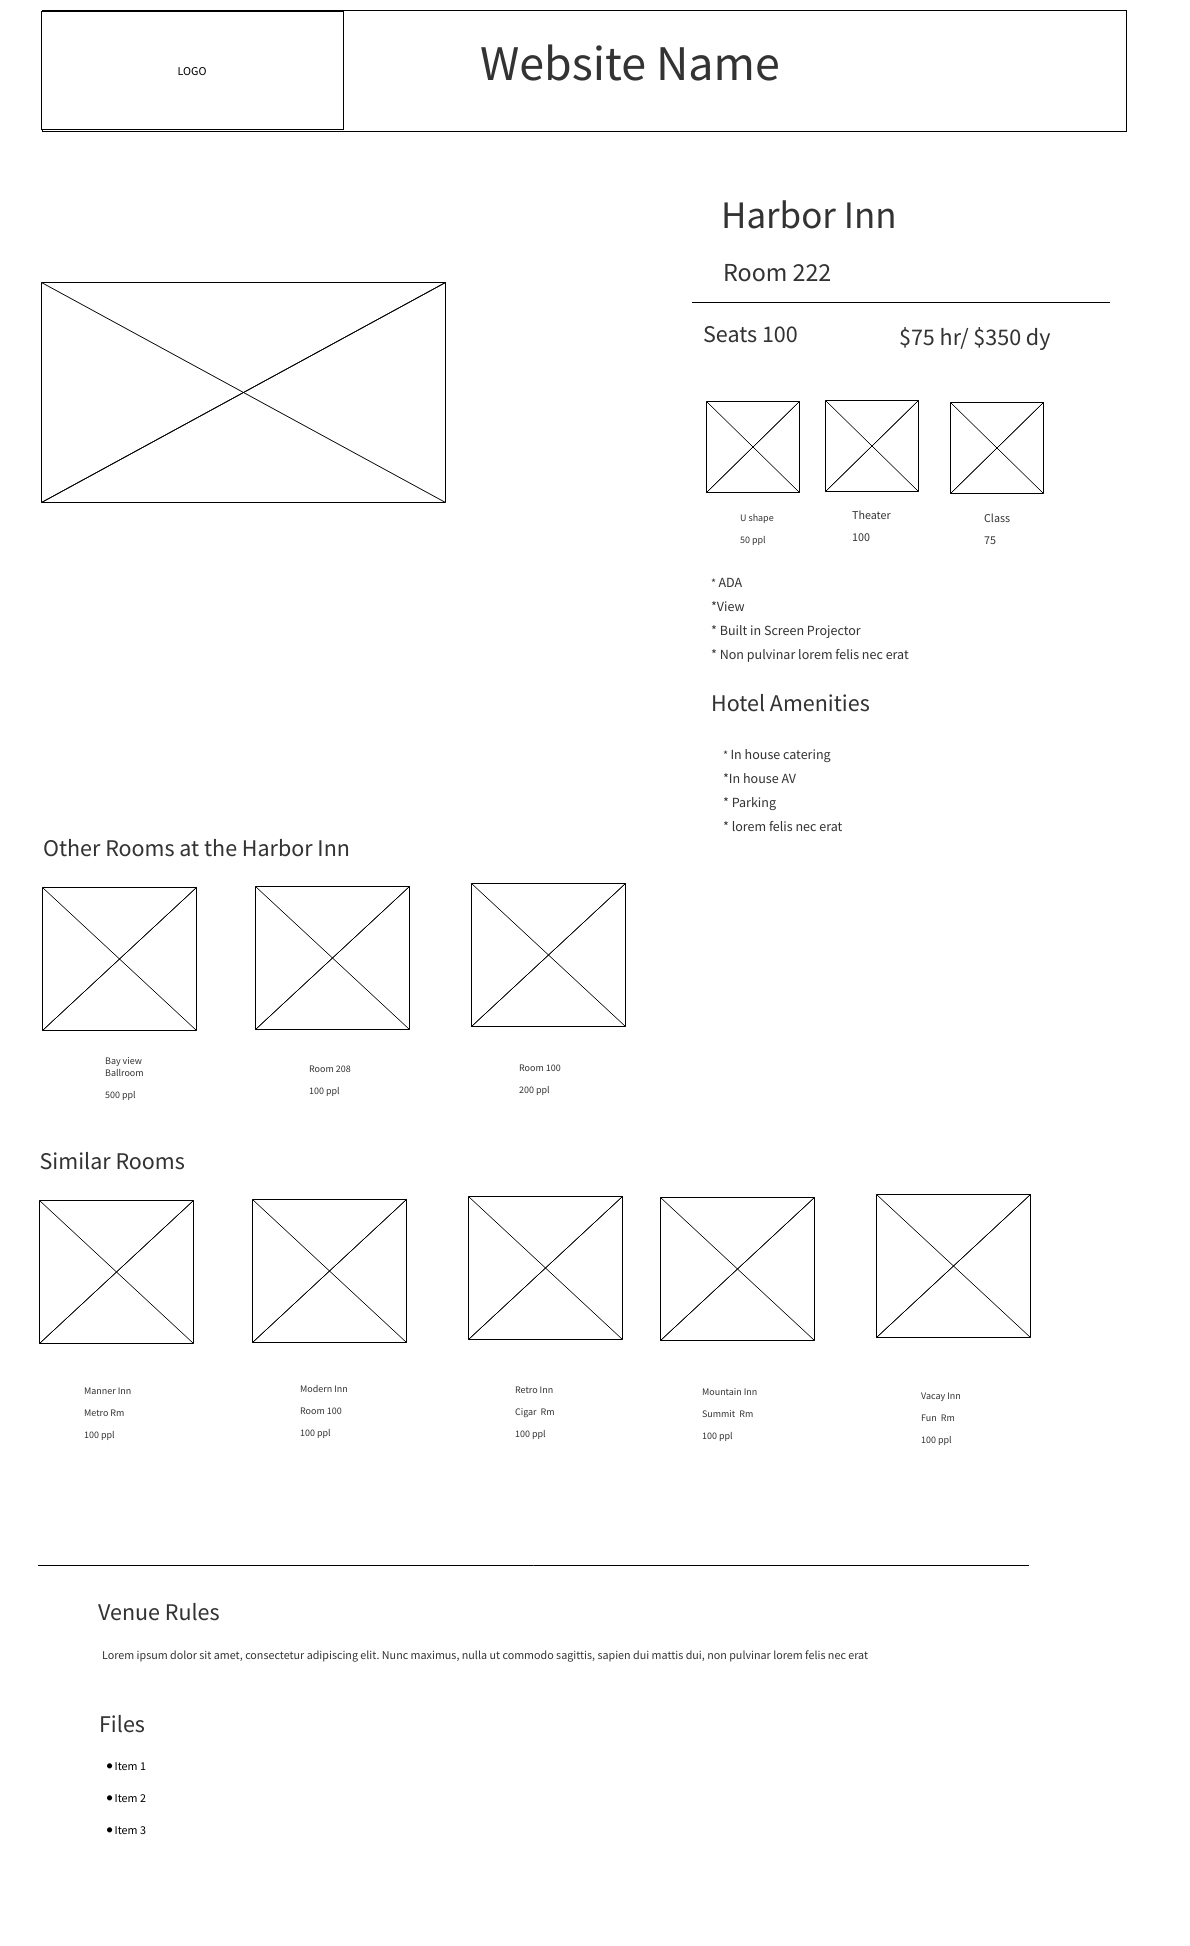 LOGO
Website Name
Harbor Inn
Room 222
Seats 100
$75 hr/ $350 dy
U shape
50 ppl
Theater
100
Class
75
* ADA
*View
* Built in Screen Projector
* Non pulvinar lorem felis nec erat
Hotel Amenities
* In house catering
*In house AV
* Parking
* lorem felis nec erat
Other Rooms at the Harbor Inn
Bay view
Ballroom
500 ppl
Room 208
100 ppl
Room 100
200 ppl
Similar Rooms
Manner Inn
Metro Rm
100 ppl
Modern Inn
Room 100
100 ppl
Retro Inn
Cigar  Rm
100 ppl
Mountain Inn
Summit  Rm
100 ppl
Vacay Inn
Fun  Rm
100 ppl
Venue Rules
Lorem ipsum dolor sit amet, consectetur adipiscing elit. Nunc maximus, nulla ut commodo sagittis, sapien dui mattis dui, non pulvinar lorem felis nec erat
Files
● Item 1
● Item 2
● Item 3